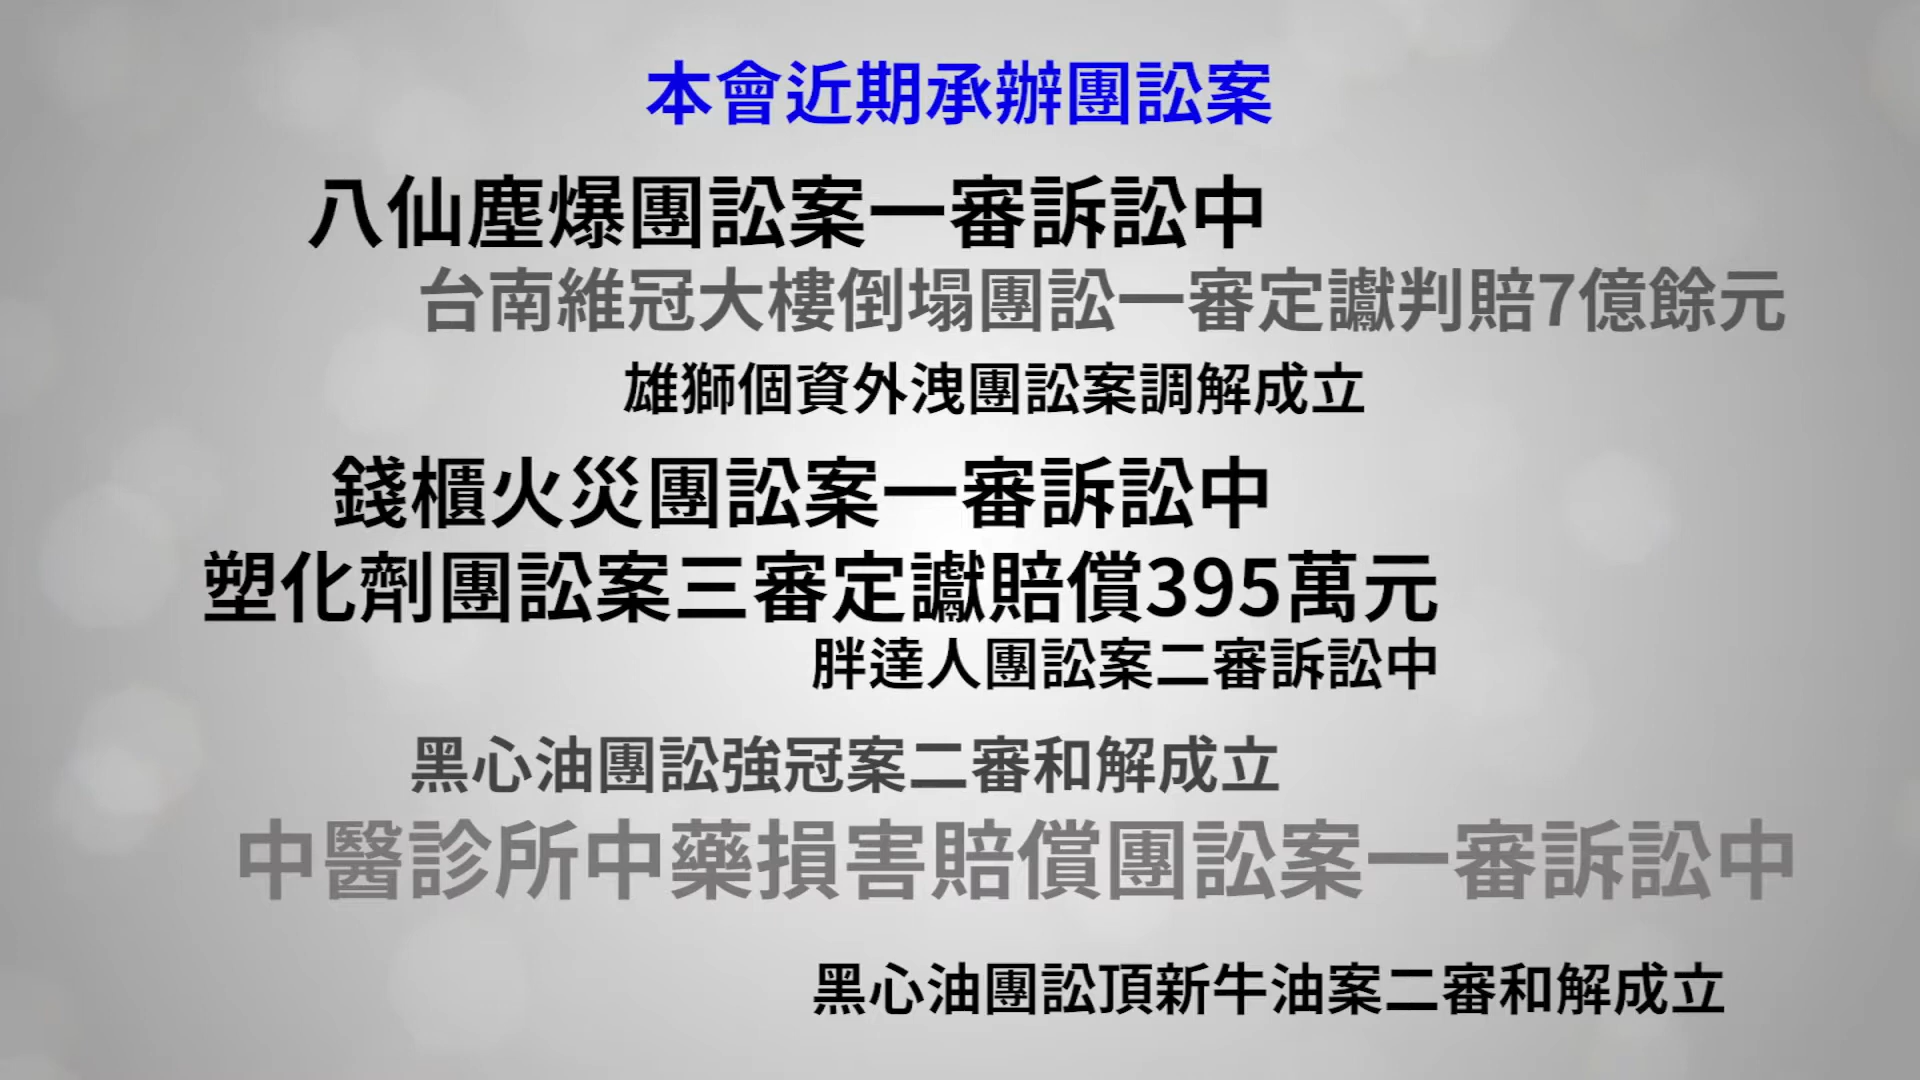 本會近期承辦團訟案
八仙塵爆團訟案一審訴訟中
台南維冠大樓倒塌團訟一審定讞判賠7億餘元
雄獅個資外洩團訟案調解成立
錢櫃火災團訟案一審訴訟中
塑化劑團訟案三審定讞賠償395萬元
胖達人團訟案二審訴訟中
黑心油團訟強冠案二審和解成立
中醫診所中藥損害賠償團訟案一審訴訟中
黑心油團訟頂新牛油案二審和解成立